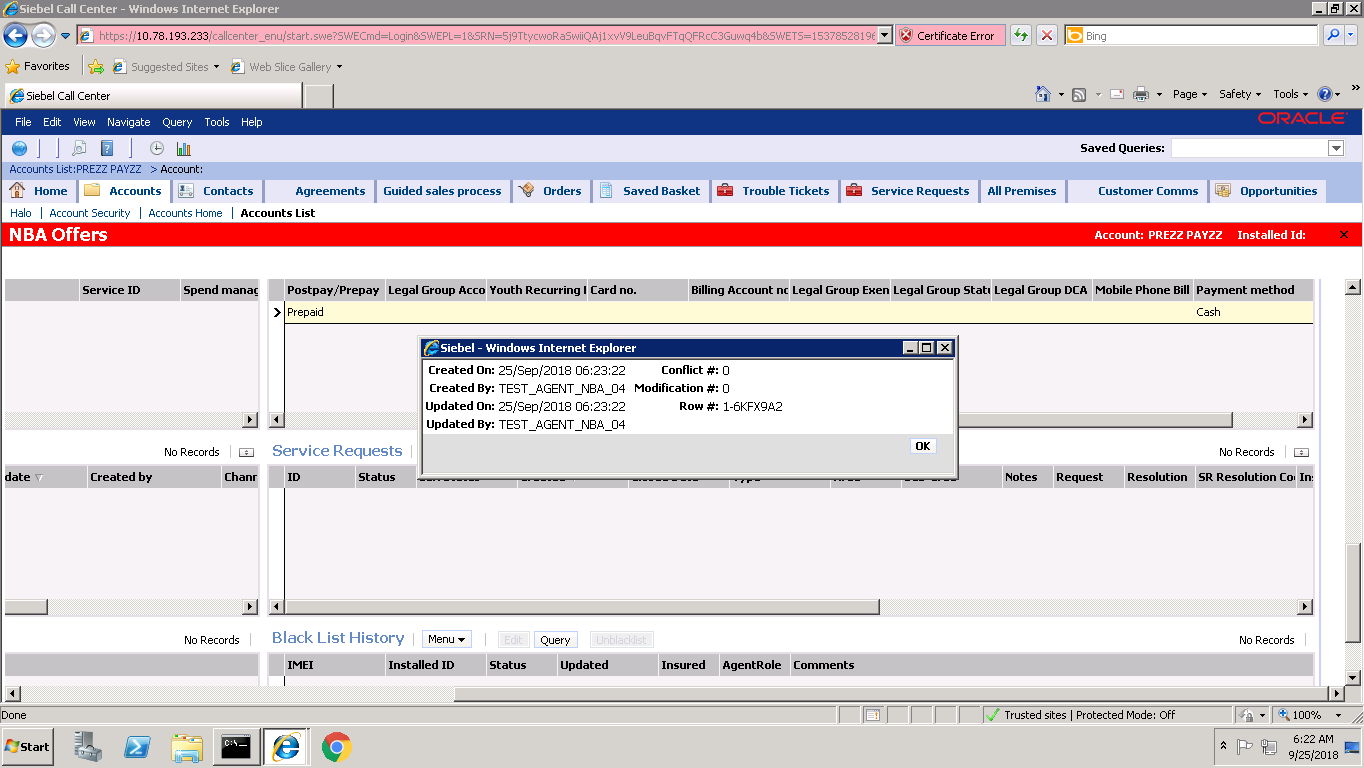 Siebel Call Center - Windows Internet Explorer
https://10.78.193.233/callcenter_enu/start.swe?SWECmd=Login&SWEPL=1&SRN=
Certificate Error
Bing
Favorites
Suggested Sites
Web Slice Gallery
Siebel Call Center
Page
Safety
Tools
»
File Edit View Navigate Query Tools Help
ORACLE
Saved Queries:
Accounts List:PREZZ PAYZZ > Account:
Home
Accounts
Contacts
Agreements
Guided sales process
Orders
Saved Basket
Trouble Tickets
Service Requests
All Premises
Customer Comms
Opportunities
Halo | Account Security | Accounts Home | Accounts List
NBA Offers
Account: PREZZ PAYZZ Installed Id:
Service ID Spend manag
Postpay/Prepay Legal Group Acco Youth Recurring Card no. Billing Account no Legal Group Exen Legal Group Statu Legal Group DCA Mobile Phone Bill Payment method
Prepaid Cash
Siebel - Windows Internet Explorer
Created On: 25/Sep/2018 06:23:22 Conflict #: 0
Created By: TEST_AGENT_NBA_04 Modification #: 0
Updated On: 25/Sep/2018 06:23:22 Row #: 1-6KFX9A2
Updated By: TEST_AGENT_NBA_04
OK
No Records
Service Requests
No Records
date Created by Chann
ID Status Notes Request Resolution SR Resolution Co Ins
No Records
Black List History
Menu
Edit
Query
Unblacklist
No Records
IMEI Installed ID Status Updated Insured AgentRole Comments
Done
Trusted sites | Protected Mode: Off
100%
Start
6:22 AM
9/25/2018